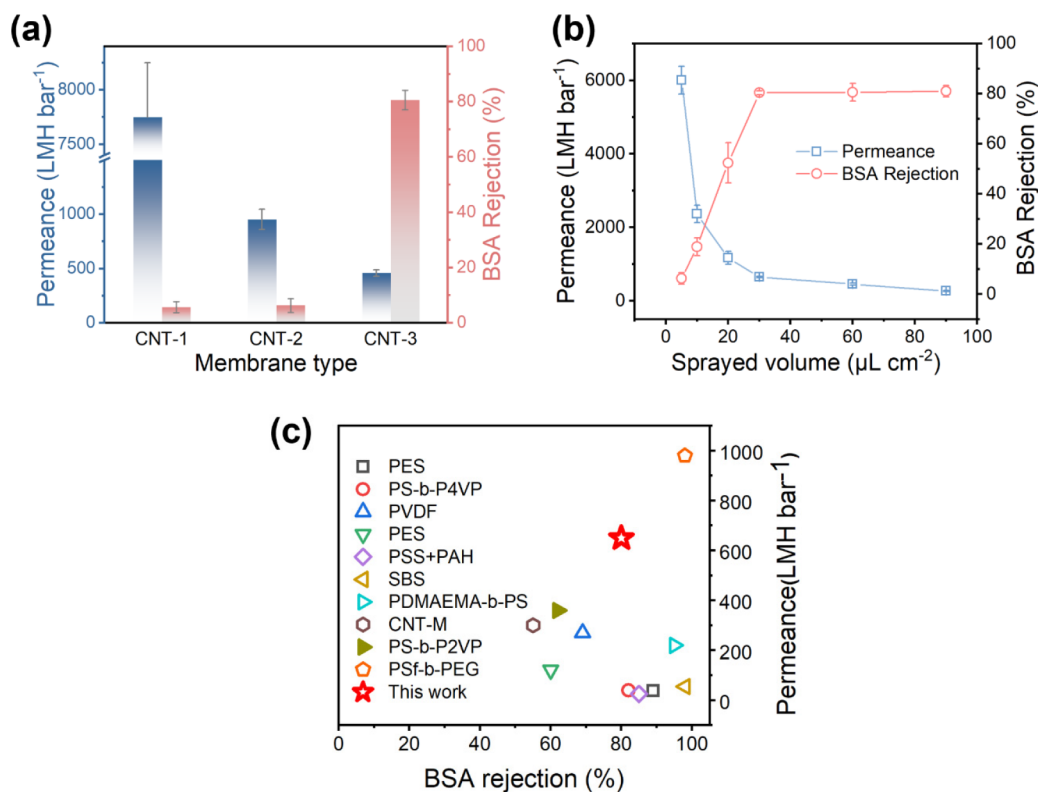 (a)
Permeance (LMH bar⁻¹)
8000
7500
1000
500
0
100
80
60
40
20
0
BSA Rejection (%)
CNT-1 CNT-2 CNT-3
Membrane type
(b)
Permeance (LMH bar⁻¹)
6000
4000
2000
0
Permeance
BSA Rejection
100
80
60
40
20
0
BSA Rejection (%)
0 20 40 60 80 100
Sprayed volume (µL cm⁻²)
(c)
PES
PS-b-P4VP
PVDF
PES
PSS+PAH
SBS
PDMAEMA-b-PS
CNT-M
PS-b-P2VP
PSf-b-PEG
This work
1000
800
600
400
200
0
Permeance(LMH bar⁻¹)
0 20 40 60 80 100
BSA rejection (%)